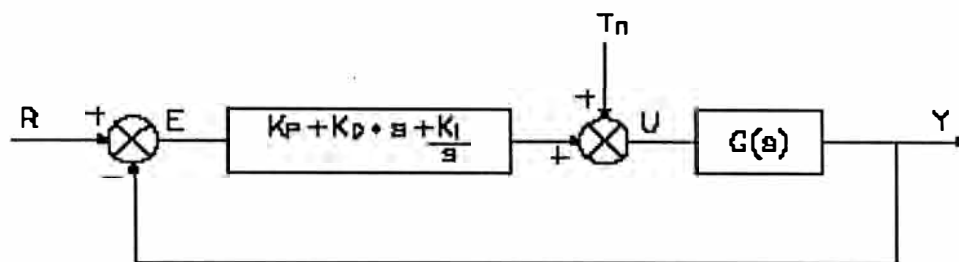 Tn
R + E Kp + KD • s + KI/s + + U G(s) Y
−